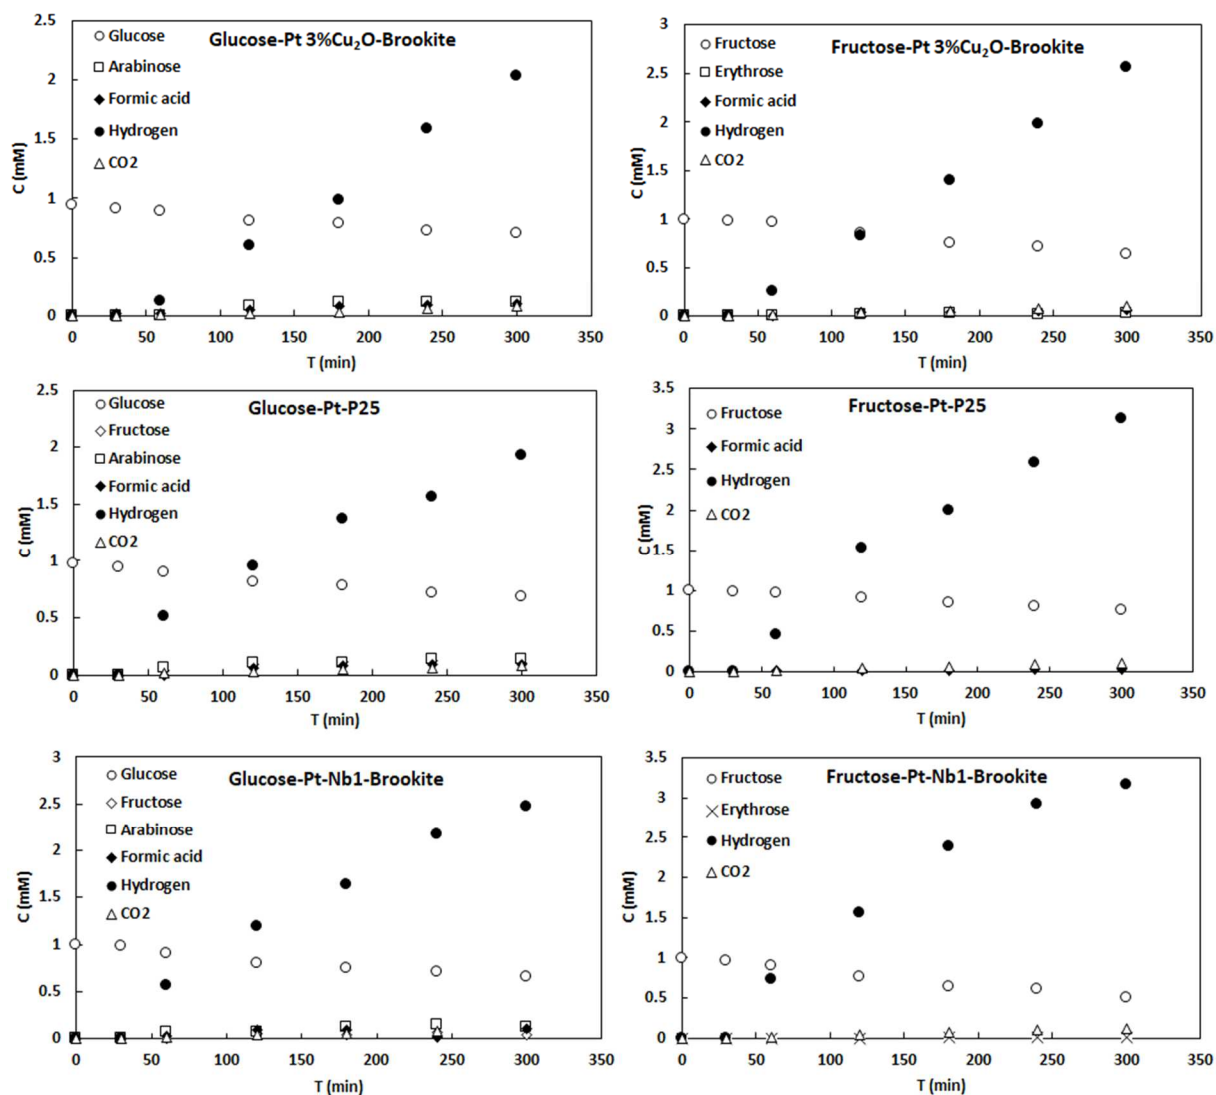 Glucose-Pt 3%Cu₂O-Brookite
Glucose
Arabinose
Formic acid
Hydrogen
CO2
C (mM)
2.5
2
1.5
1
0.5
0
0 50 100 150 200 250 300 350
T (min)
Fructose-Pt 3%Cu₂O-Brookite
Fructose
Erythrose
Formic acid
Hydrogen
CO2
C (mM)
3
2.5
2
1.5
1
0.5
0
0 50 100 150 200 250 300 350
T (min)
Glucose-Pt-P25
Glucose
Fructose
Arabinose
Formic acid
Hydrogen
CO2
C (mM)
2.5
2
1.5
1
0.5
0
0 50 100 150 200 250 300 350
T (min)
Fructose-Pt-P25
Fructose
Formic acid
Hydrogen
CO2
C (mM)
3.5
3
2.5
2
1.5
1
0.5
0
0 50 100 150 200 250 300 350
T (min)
Glucose-Pt-Nb1-Brookite
Glucose
Fructose
Arabinose
Formic acid
Hydrogen
CO2
C (mM)
3
2.5
2
1.5
1
0.5
0
0 50 100 150 200 250 300 350
T (min)
Fructose-Pt-Nb1-Brookite
Fructose
Erythrose
Hydrogen
CO2
C (mM)
3.5
3
2.5
2
1.5
1
0.5
0
0 50 100 150 200 250 300 350
T (min)